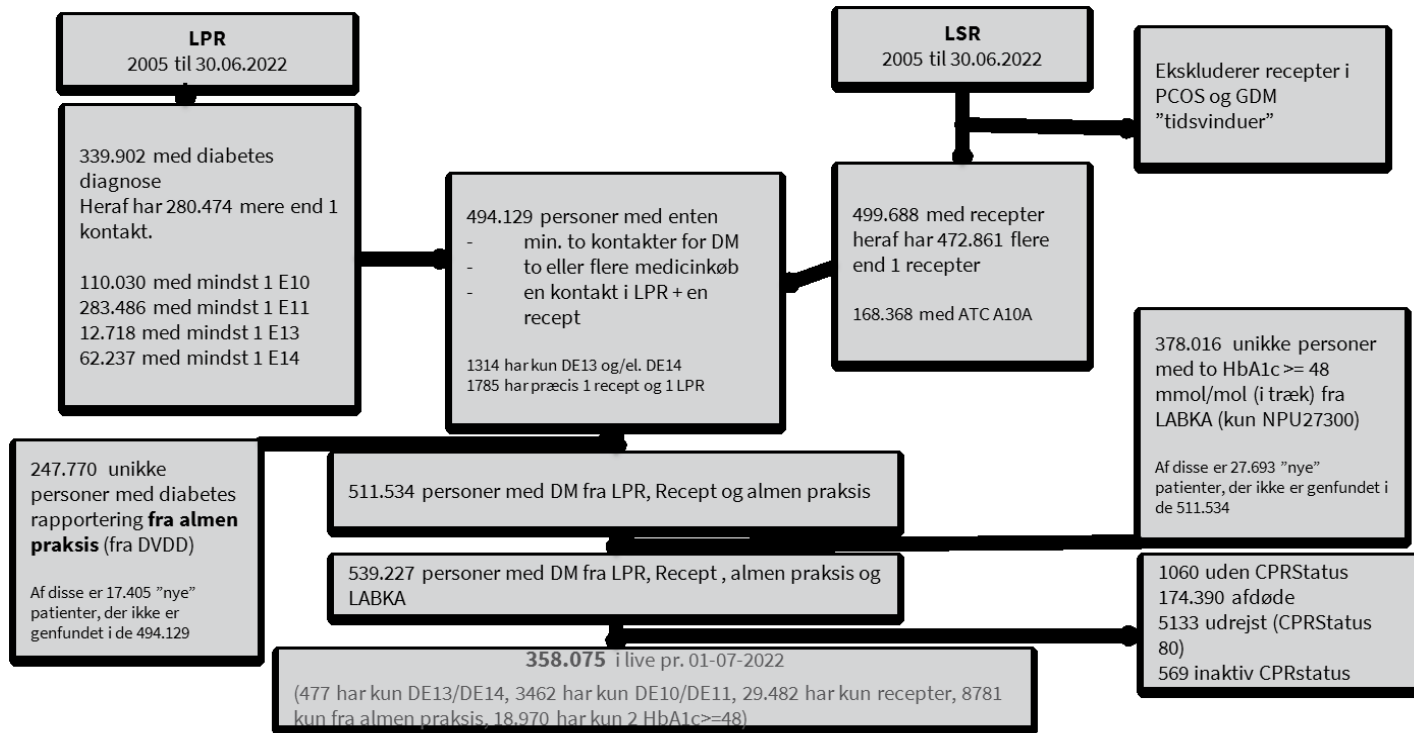 LPR
2005 til 30.06.2022
LSR
2005 til 30.06.2022
Ekskluderer recepter i
PCOS og GDM
”tidsvinduer”
339.902 med diabetes
diagnose
Heraf har 280.474 mere end 1
kontakt.
110.030 med mindst 1 E10
283.486 med mindst 1 E11
12.718 med mindst 1 E13
62.237 med mindst 1 E14
494.129 personer med enten
- min. to kontakter for DM
- to eller flere medicinkøb
- en kontakt i LPR + en
recept
1314 har kun DE13 og/el. DE14
1785 har præcis 1 recept og 1 LPR
499.688 med recepter
heraf har 472.861 flere
end 1 recepter
168.368 med ATC A10A
378.016 unikke personer
med to HbA1c >= 48
mmol/mol (i træk) fra
LABKA (kun NPU27300)
Af disse er 27.693 ”nye”
patienter, der ikke er genfundet i
de 511.534
247.770 unikke
personer med diabetes
rapportering fra almen
praksis (fra DVDD)
Af disse er 17.405 ”nye”
patienter, der ikke er
genfundet i de 494.129
511.534 personer med DM fra LPR, Recept og almen praksis
539.227 personer med DM fra LPR, Recept , almen praksis og
LABKA
1060 uden CPRStatus
174.390 afdøde
5133 udrejst (CPRStatus
80)
569 inaktiv CPRstatus
358.075 i live pr. 01-07-2022
(477 har kun DE13/DE14, 3462 har kun DE10/DE11, 29.482 har kun recepter, 8781
kun fra almen praksis, 18.970 har kun 2 HbA1c>=48)